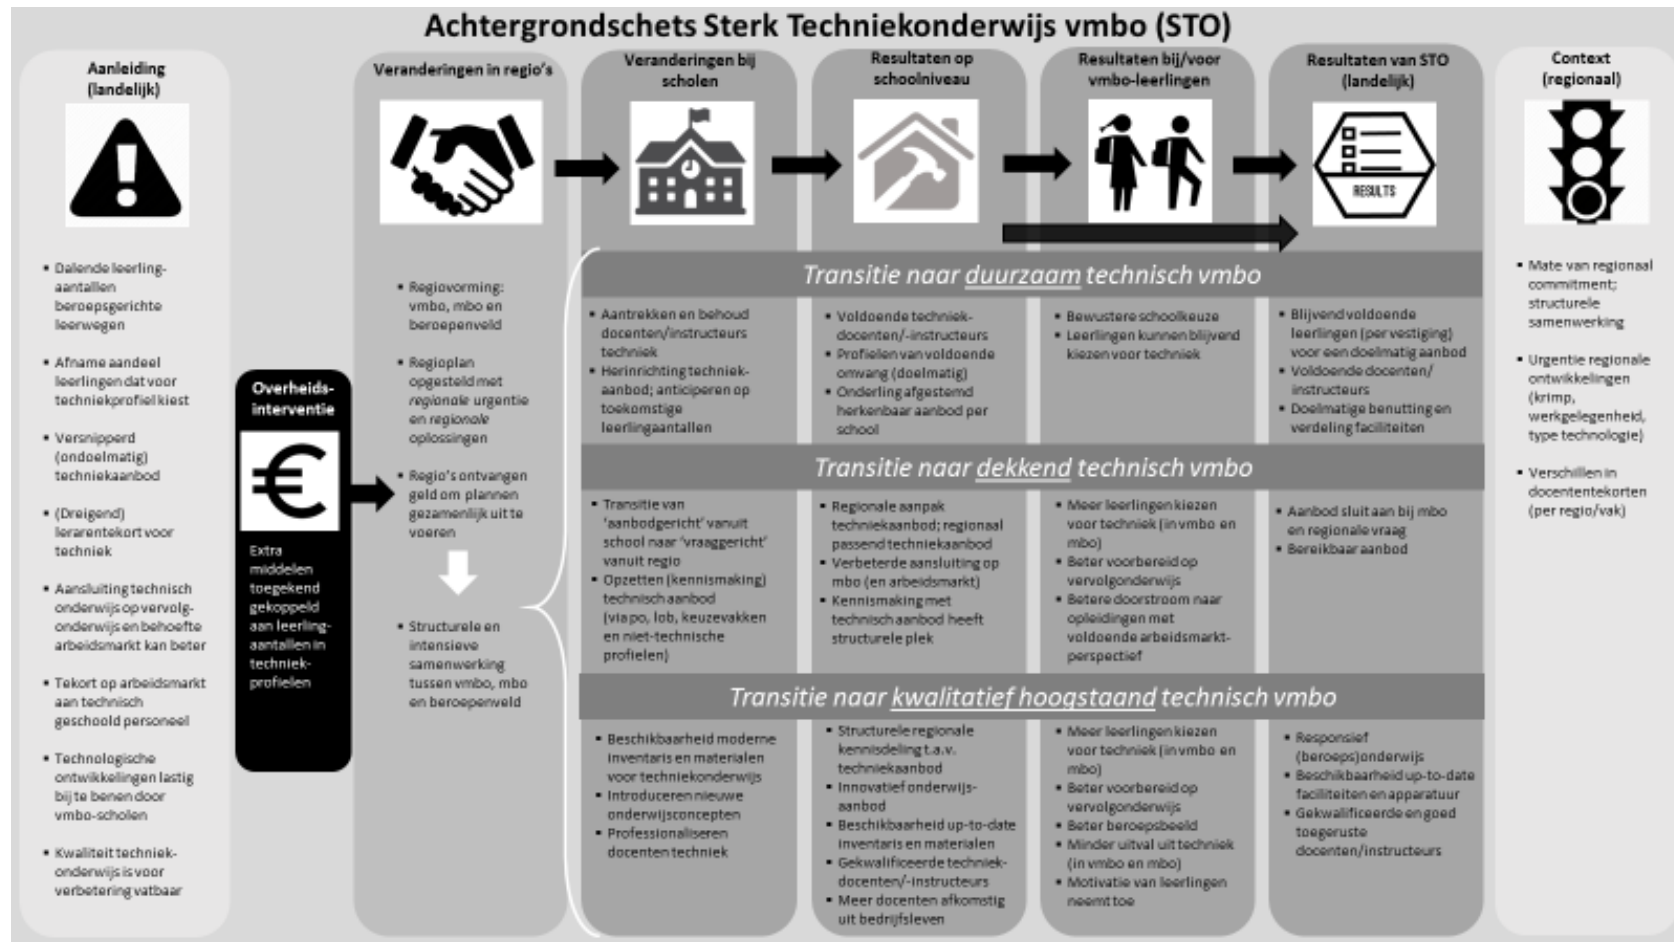 Achtergrondschets Sterk Techniekonderwijs vmbo (STO)
Aanleiding
(landelijk)
▪ Dalende leerling-
aantallen
beroepsgerichte
leerwegen
▪ Afname aandeel
leerlingen dat voor
techniekprofiel kiest
▪ Versnipperd
(ondoelmatig)
techniekaanbod
▪ (Dreigend)
lerarentekort voor
techniek
▪ Aansluiting technisch
onderwijs op vervolg-
onderwijs en behoefte
arbeidsmarkt kan beter
▪ Tekort op arbeidsmarkt
aan technisch
geschoold personeel
▪ Technologische
ontwikkelingen lastig
bij te benen door
vmbo-scholen
▪ Kwaliteit techniek-
onderwijs is voor
verbetering vatbaar
Overheids-
interventie
€
Extra
middelen
toegekend
gekoppeld
aan leerling-
aantallen in
techniek-
profielen
Veranderingen in regio's
▪ Regiovorming:
vmbo, mbo en
beroepenveld
▪ Regioplan
opgesteld met
regionale urgentie
en regionale
oplossingen
▪ Regio's ontvangen
geld om plannen
gezamenlijk uit te
voeren
▪ Structurele en
intensieve
samenwerking
tussen vmbo, mbo
en beroepenveld
Veranderingen bij
scholen
Resultaten op
schoolniveau
Resultaten bij/voor
vmbo-leerlingen
Resultaten van STO
(landelijk)
RESULTS
Transitie naar duurzaam technisch vmbo
▪ Aantrekken en behoud
docenten/instructeurs
techniek
▪ Herinrichting techniek-
aanbod; anticiperen op
toekomstige
leerlingaantallen
▪ Voldoende techniek-
docenten/-instructeurs
▪ Profielen van voldoende
omvang (doelmatig)
▪ Onderling afgestemd
herkenbaar aanbod per
school
▪ Bewustere schoolkeuze
▪ Leerlingen kunnen blijvend
kiezen voor techniek
▪ Blijvend voldoende
leerlingen (per vestiging)
voor een doelmatig aanbod
▪ Voldoende docenten/
instructeurs
▪ Doelmatige benutting en
verdeling faciliteiten
Transitie naar dekkend technisch vmbo
▪ Transitie van
'aanbodgericht' vanuit
school naar 'vraaggericht'
vanuit regio
▪ Opzetten (kennismaking)
technisch aanbod
(via po, lob, keuzevakken
en niet-technische
profielen)
▪ Regionale aanpak
techniekaanbod; regionaal
passend techniekaanbod
▪ Verbeterde aansluiting op
mbo (en arbeidsmarkt)
▪ Kennismaking met
technisch aanbod heeft
structurele plek
▪ Meer leerlingen kiezen
voor techniek (in vmbo en
mbo)
▪ Beter voorbereid op
vervolgonderwijs
▪ Betere doorstroom naar
opleidingen met
voldoende arbeidsmarkt-
perspectief
▪ Aanbod sluit aan bij mbo
en regionale vraag
▪ Bereikbaar aanbod
Transitie naar kwalitatief hoogstaand technisch vmbo
▪ Beschikbaarheid moderne
inventaris en materialen
voor techniekonderwijs
▪ Introduceren nieuwe
onderwijsconcepten
▪ Professionaliseren
docenten techniek
▪ Structurele regionale
kennisdeling t.a.v.
techniekaanbod
▪ Innovatief onderwijs-
aanbod
▪ Beschikbaarheid up-to-date
inventaris en materialen
▪ Gekwalificeerde techniek-
docenten/-instructeurs
▪ Meer docenten afkomstig
uit bedrijfsleven
▪ Meer leerlingen kiezen
voor techniek (in vmbo en
mbo)
▪ Beter voorbereid op
vervolgonderwijs
▪ Beter beroepsbeeld
▪ Minder uitval uit techniek
(in vmbo en mbo)
▪ Motivatie van leerlingen
neemt toe
▪ Responsief
(beroeps)onderwijs
▪ Beschikbaarheid up-to-date
faciliteiten en apparatuur
▪ Gekwalificeerde en goed
toegeruste
docenten/instructeurs
Context
(regionaal)
▪ Mate van regionaal
commitment;
structurele
samenwerking
▪ Urgentie regionale
ontwikkelingen
(krimp,
werkgelegenheid,
type technologie)
▪ Verschillen in
docententekorten
(per regio/vak)